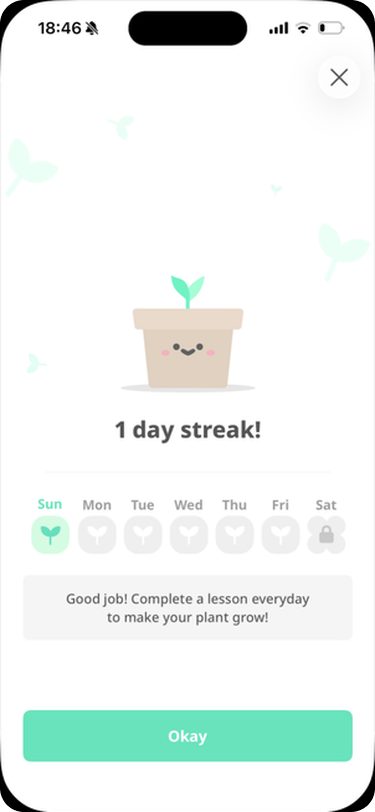 18:46
1 day streak!
Sun Mon Tue Wed Thu Fri Sat
Good job! Complete a lesson everyday
to make your plant grow!
Okay